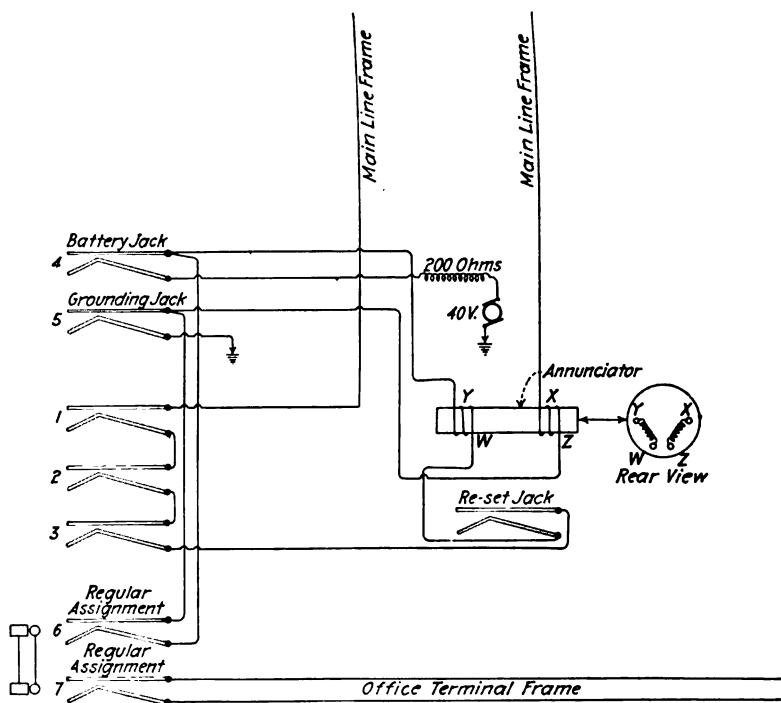 Main Line Frame
Main Line Frame
Battery Jack
4
200 Ohms
Grounding Jack
5
40V.
Annunciator
1
Y
X
W
Z
Y
X
W
Z
Rear View
2
Re-set Jack
3
Regular
Assignment
6
Regular
Assignment
7
Office Terminal Frame